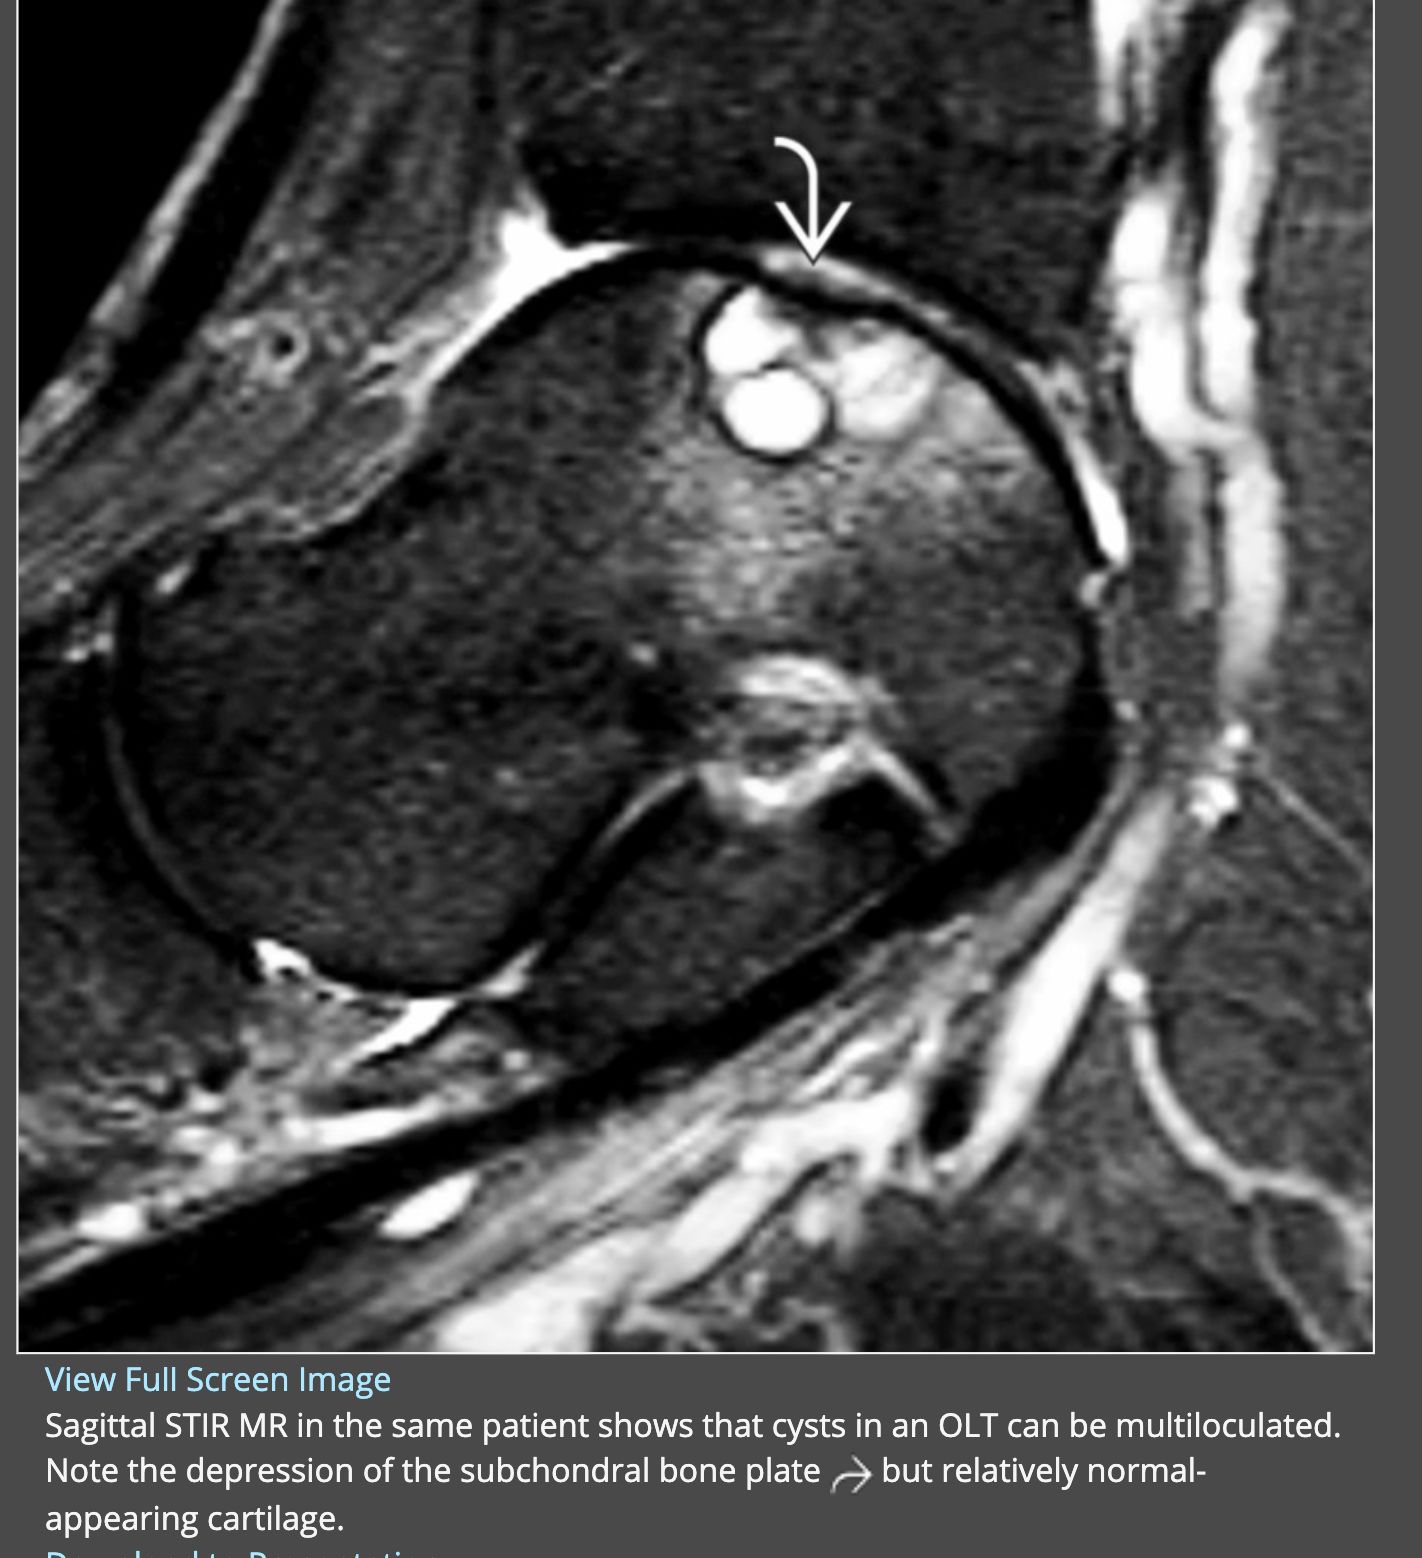 View Full Screen Image
Sagittal STIR MR in the same patient shows that cysts in an OLT can be multiloculated.
Note the depression of the subchondral bone plate but relatively normal-
appearing cartilage.